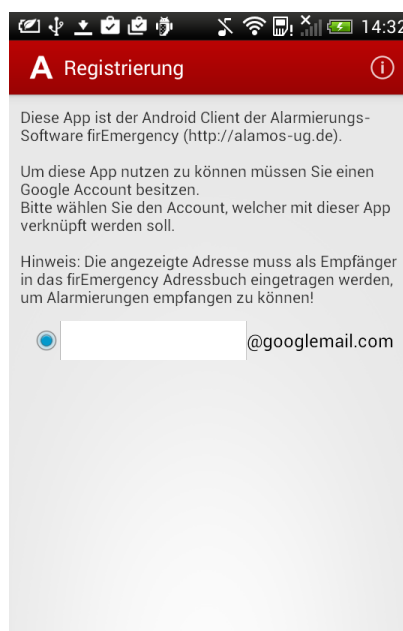 14:32
A Registrierung i
Diese App ist der Android Client der Alarmierungs-
Software firEmergency (http://alamos-ug.de).
Um diese App nutzen zu können müssen Sie einen
Google Account besitzen.
Bitte wählen Sie den Account, welcher mit dieser App
verknüpft werden soll.
Hinweis: Die angezeigte Adresse muss als Empfänger
in das firEmergency Adressbuch eingetragen werden,
um Alarmierungen empfangen zu können!
@googlemail.com